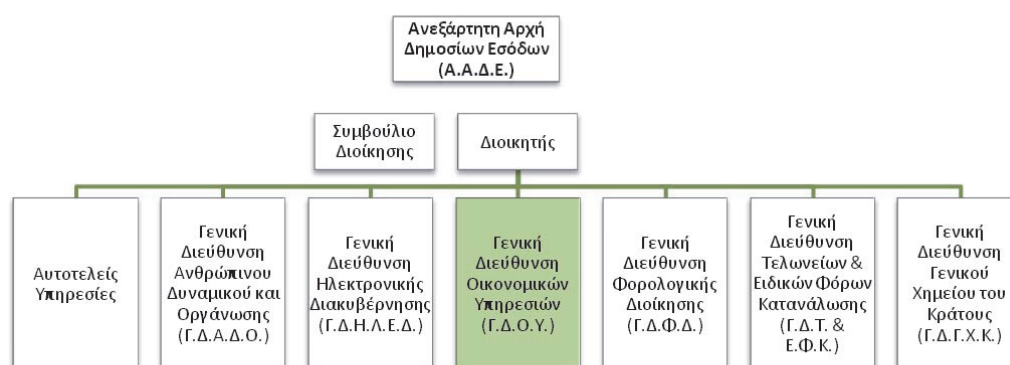 Ανεξάρτητη Αρχή
Δημοσίων Εσόδων
(Α.Α.Δ.Ε.)
Συμβούλιο
Διοίκησης
Διοικητής
Αυτοτελείς
Υπηρεσίες
Γενική
Διεύθυνση
Ανθρώπινου
Δυναμικού και
Οργάνωσης
(Γ.Δ.Α.Δ.Ο.)
Γενική
Διεύθυνση
Ηλεκτρονικής
Διακυβέρνησης
(Γ.Δ.Η.Λ.Ε.Δ.)
Γενική
Διεύθυνση
Οικονομικών
Υπηρεσιών
(Γ.Δ.Ο.Υ.)
Γενική
Διεύθυνση
Φορολογικής
Διοίκησης
(Γ.Δ.Φ.Δ.)
Γενική
Διεύθυνση
Τελωνείων &
Ειδικών Φόρων
Κατανάλωσης
(Γ.Δ.Τ. &
Ε.Φ.Κ.)
Γενική
Διεύθυνση
Γενικού
Χημείου του
Κράτους
(Γ.Δ.Γ.Χ.Κ.)